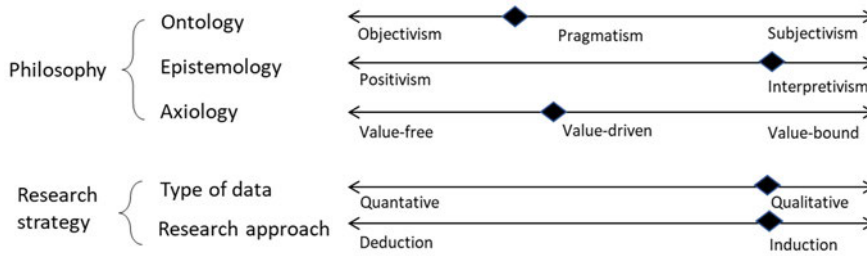 Ontology
Objectivism Pragmatism Subjectivism
Philosophy
Epistemology
Positivism Interpretivism
Axiology
Value-free Value-driven Value-bound
Research
strategy
Type of data
Quantative Qualitative
Research approach
Deduction Induction